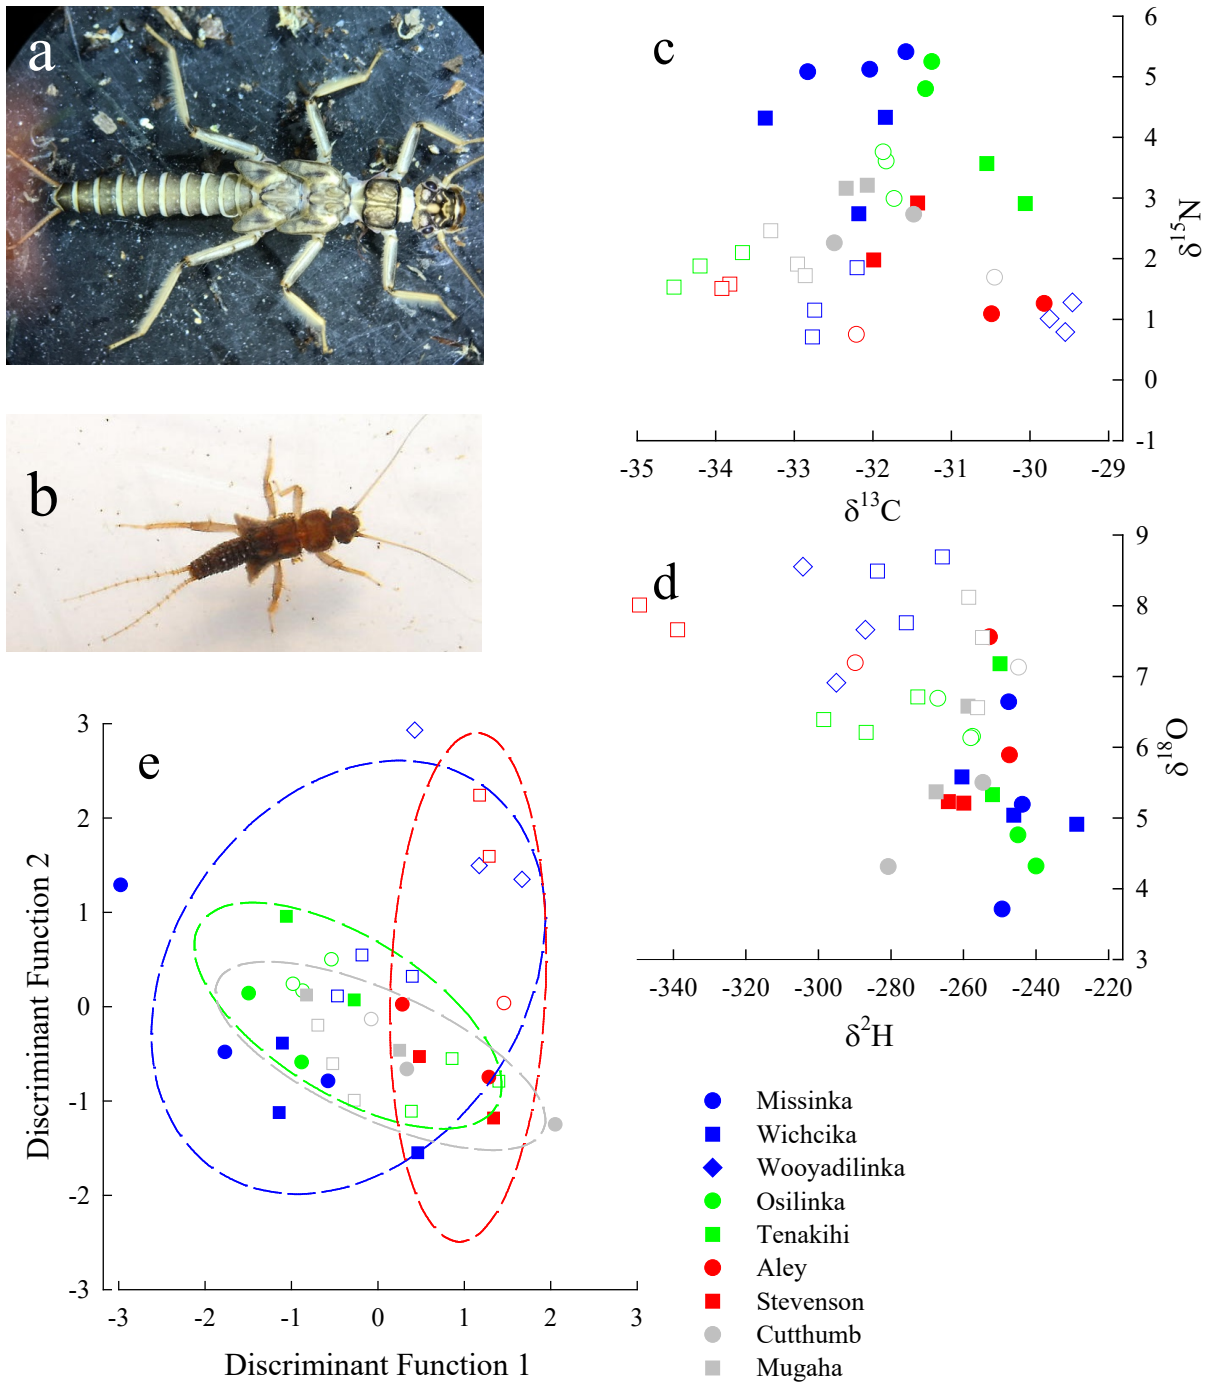 a
b
c
6
5
4
3
2
1
0
-1
δ15N
-35 -34 -33 -32 -31 -30 -29
δ13C
d
9
8
7
6
5
4
3
δ18O
-340 -320 -300 -280 -260 -240 -220
δ2H
e
3
2
1
0
-1
-2
-3
Discriminant Function 2
-3 -2 -1 0 1 2 3
Discriminant Function 1
Missinka
Wichcika
Wooyadilinka
Osilinka
Tenakihi
Aley
Stevenson
Cutthumb
Mugaha